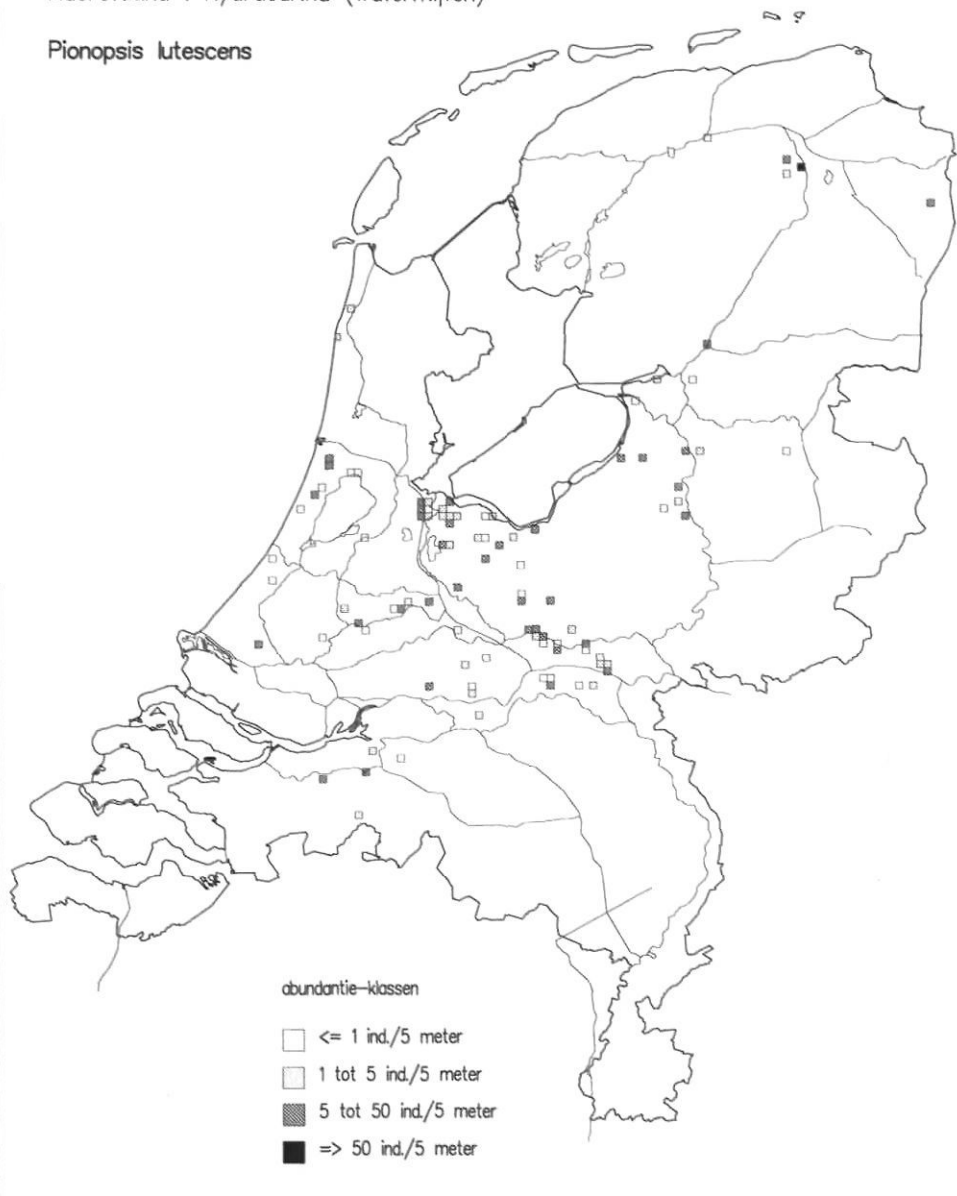 Pionopsis lutescens
abundantie-klassen
<= 1 ind./5 meter
1 tot 5 ind./5 meter
5 tot 50 ind./5 meter
=> 50 ind./5 meter